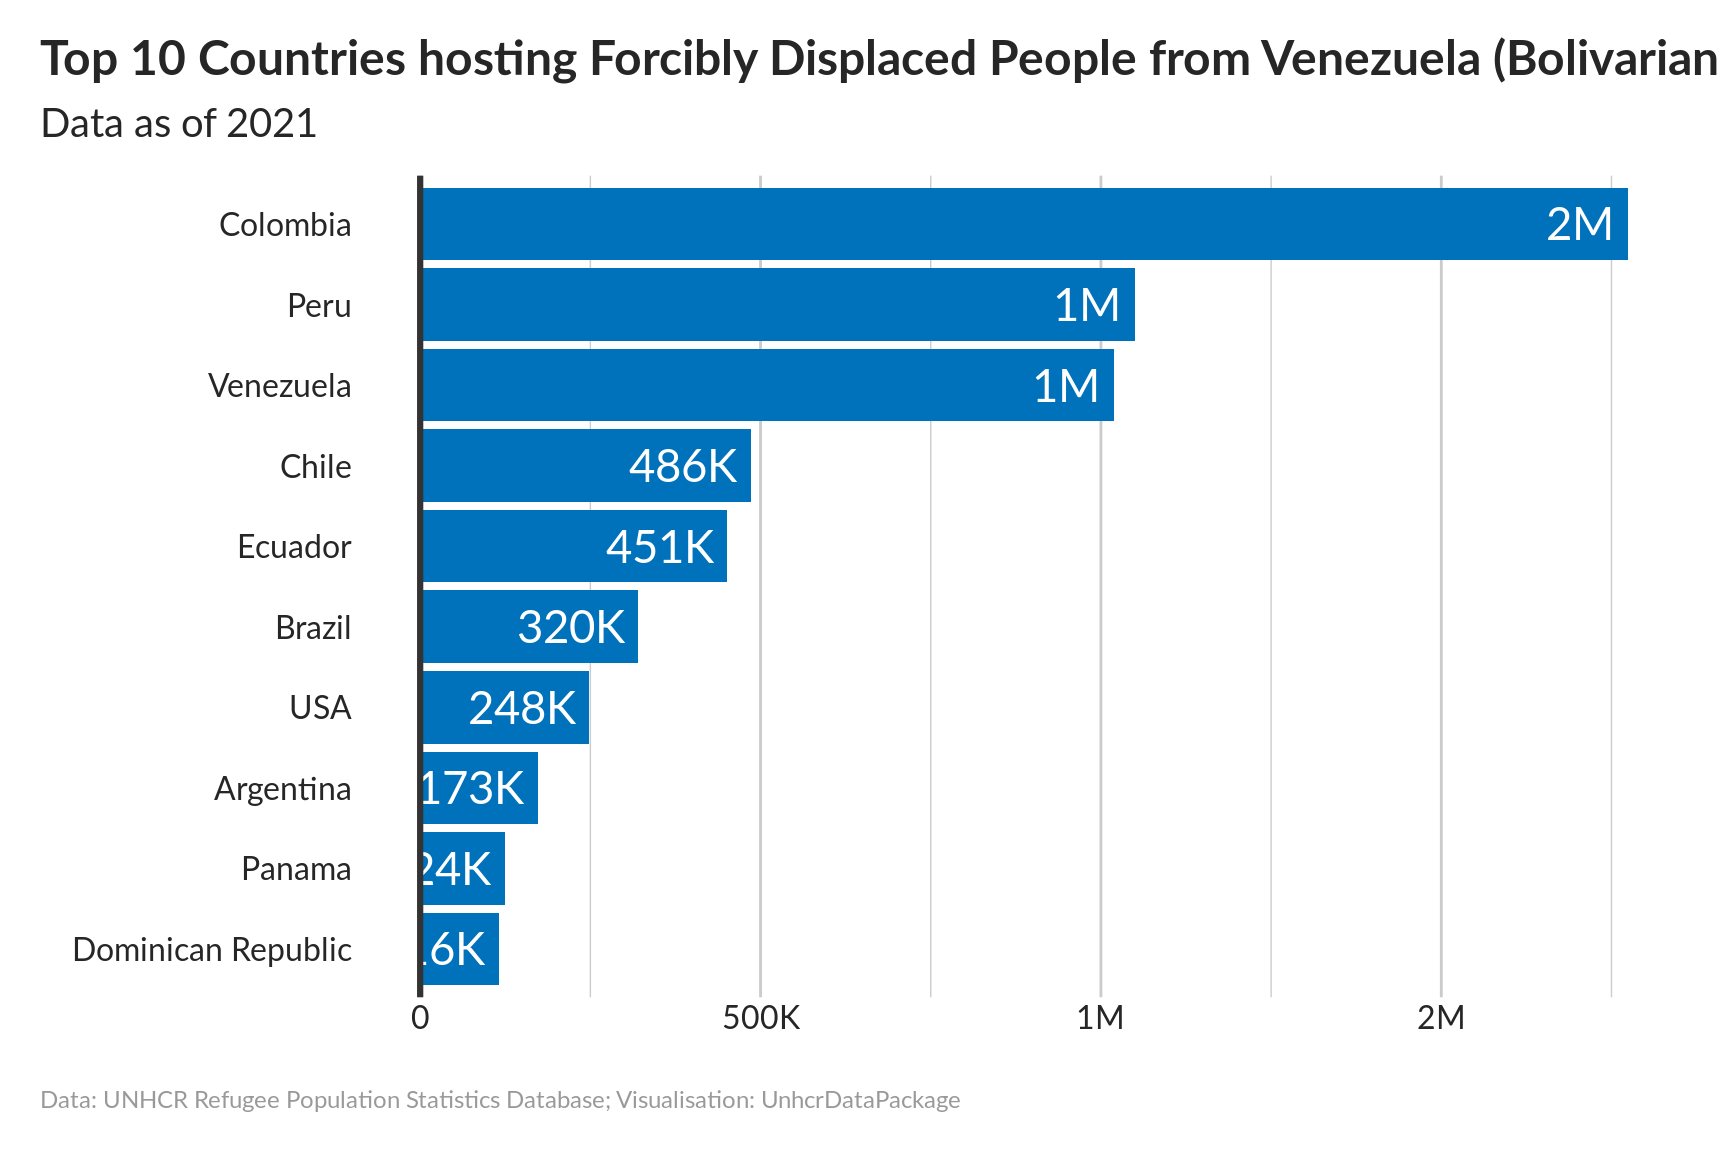 Top 10 Countries hosting Forcibly Displaced People from Venezuela (Bolivarian
Data as of 2021
Colombia 2M
Peru 1M
Venezuela 1M
Chile 486K
Ecuador 451K
Brazil 320K
USA 248K
Argentina 173K
Panama 24K
Dominican Republic 6K
0 500K 1M 2M
Data: UNHCR Refugee Population Statistics Database; Visualisation: UnhcrDataPackage